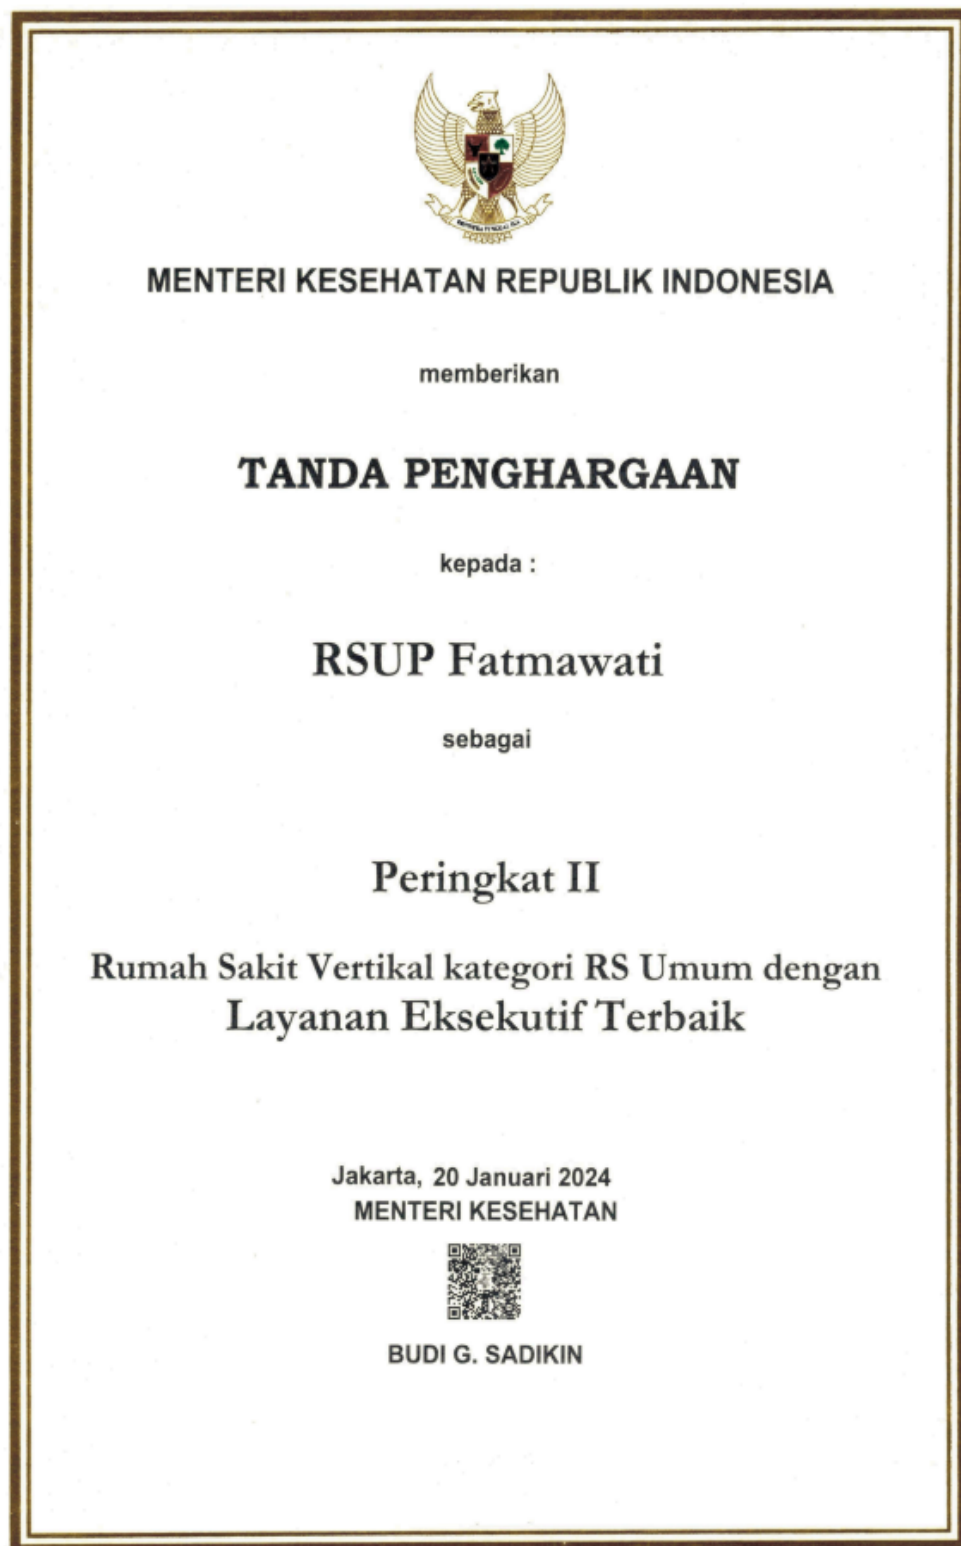 MENTERI KESEHATAN REPUBLIK INDONESIA
memberikan
TANDA PENGHARGAAN
kepada :
RSUP Fatmawati
sebagai
Peringkat II
Rumah Sakit Vertikal kategori RS Umum dengan
Layanan Eksekutif Terbaik
Jakarta, 20 Januari 2024
MENTERI KESEHATAN
BUDI G. SADIKIN